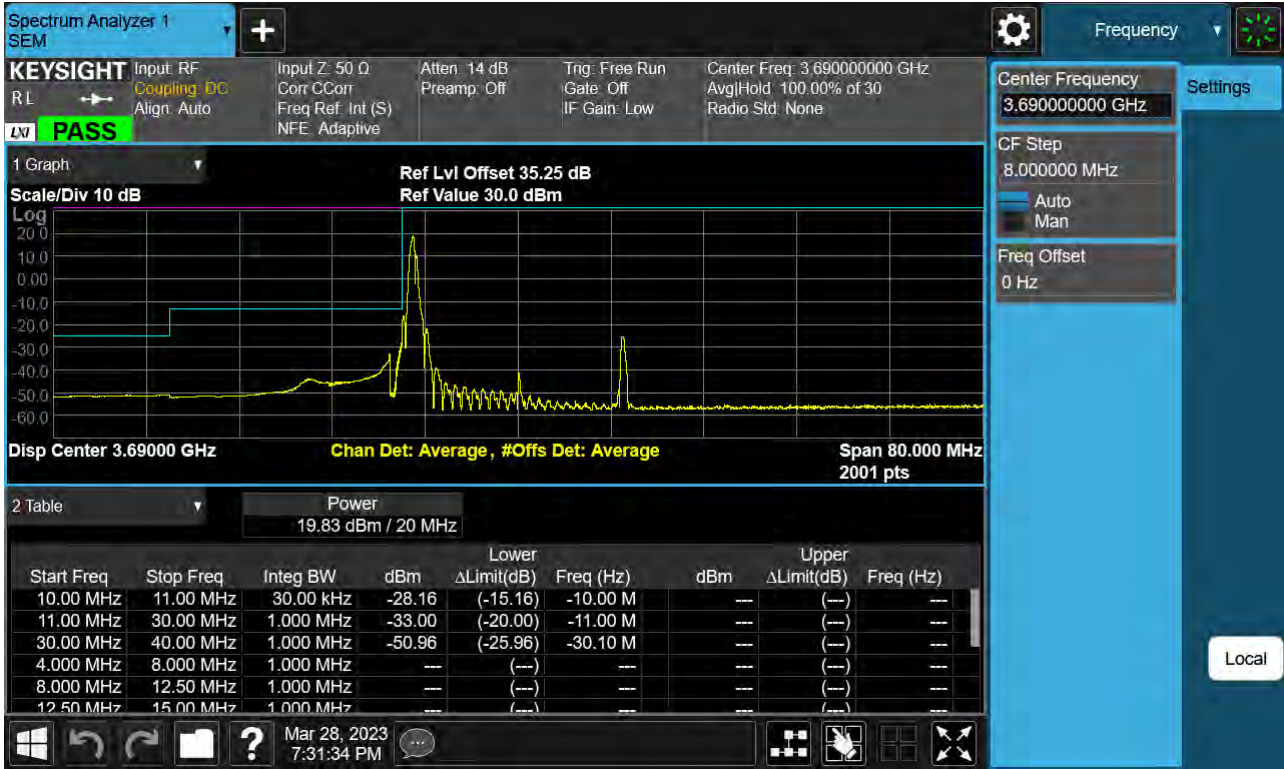 Spectrum Analyzer 1
SEM
Frequency
KEYSIGHT
RL
LXI
PASS
Input: RF
Coupling: DC
Align: Auto
Input Z: 50 Ω
Corr CCorr
Freq Ref: Int (S)
NFE: Adaptive
Atten: 14 dB
Preamp: Off
Trig: Free Run
Gate: Off
IF Gain: Low
Center Freq: 3.690000000 GHz
Avg|Hold: 100.00% of 30
Radio Std: None
Center Frequency
3.690000000 GHz
Settings
CF Step
8.000000 MHz
Auto
Man
Freq Offset
0 Hz
Local
1 Graph
Scale/Div 10 dB
Ref Lvl Offset 35.25 dB
Ref Value 30.0 dBm
Log
20.0
10.0
0.00
-10.0
-20.0
-30.0
-40.0
-50.0
-60.0
Disp Center 3.69000 GHz
Chan Det: Average, #Offs Det: Average
Span 80.000 MHz
2001 pts
2 Table
Power
19.83 dBm / 20 MHz
Lower Upper
Start Freq Stop Freq Integ BW dBm ΔLimit(dB) Freq (Hz) dBm ΔLimit(dB) Freq (Hz)
10.00 MHz 11.00 MHz 30.00 kHz -28.16 (-15.16) -10.00 M --- (---) ---
11.00 MHz 30.00 MHz 1.000 MHz -33.00 (-20.00) -11.00 M --- (---) ---
30.00 MHz 40.00 MHz 1.000 MHz -50.96 (-25.96) -30.10 M --- (---) ---
4.000 MHz 8.000 MHz 1.000 MHz --- (---) --- --- (---) ---
8.000 MHz 12.50 MHz 1.000 MHz --- (---) --- --- (---) ---
12.50 MHz 15.00 MHz 1.000 MHz --- (---) --- --- (---) ---
?
Mar 28, 2023
7:31:34 PM